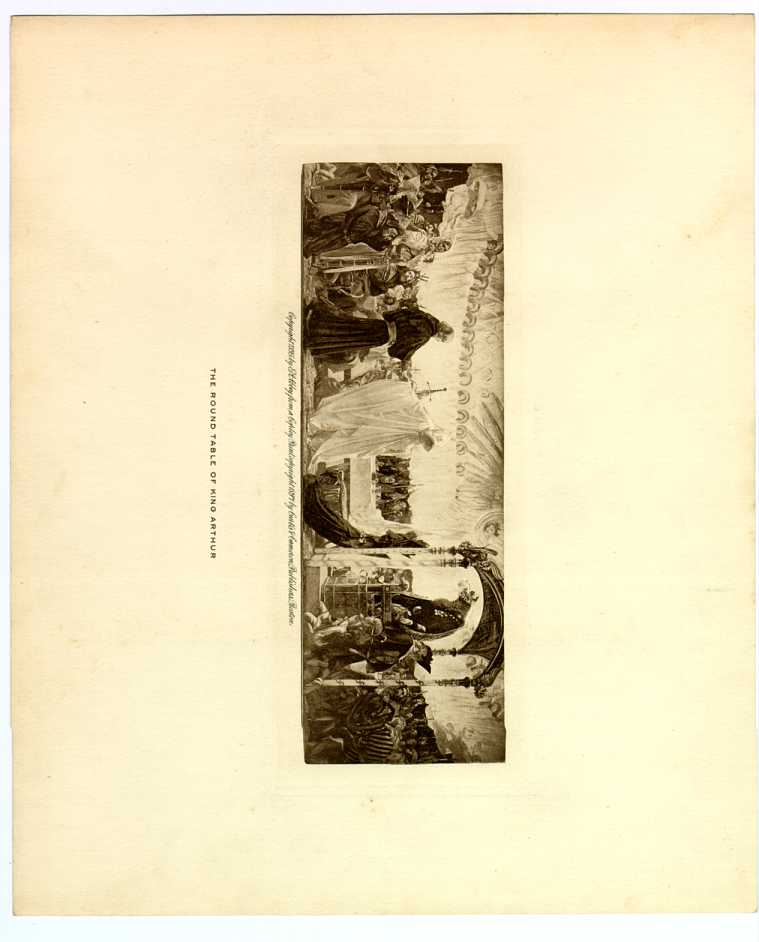 Copyright 1895 by E.A. Abbey, from a Copley Print copyright 1897 by Curtis & Cameron, Publishers, Boston.
THE ROUND TABLE OF KING ARTHUR